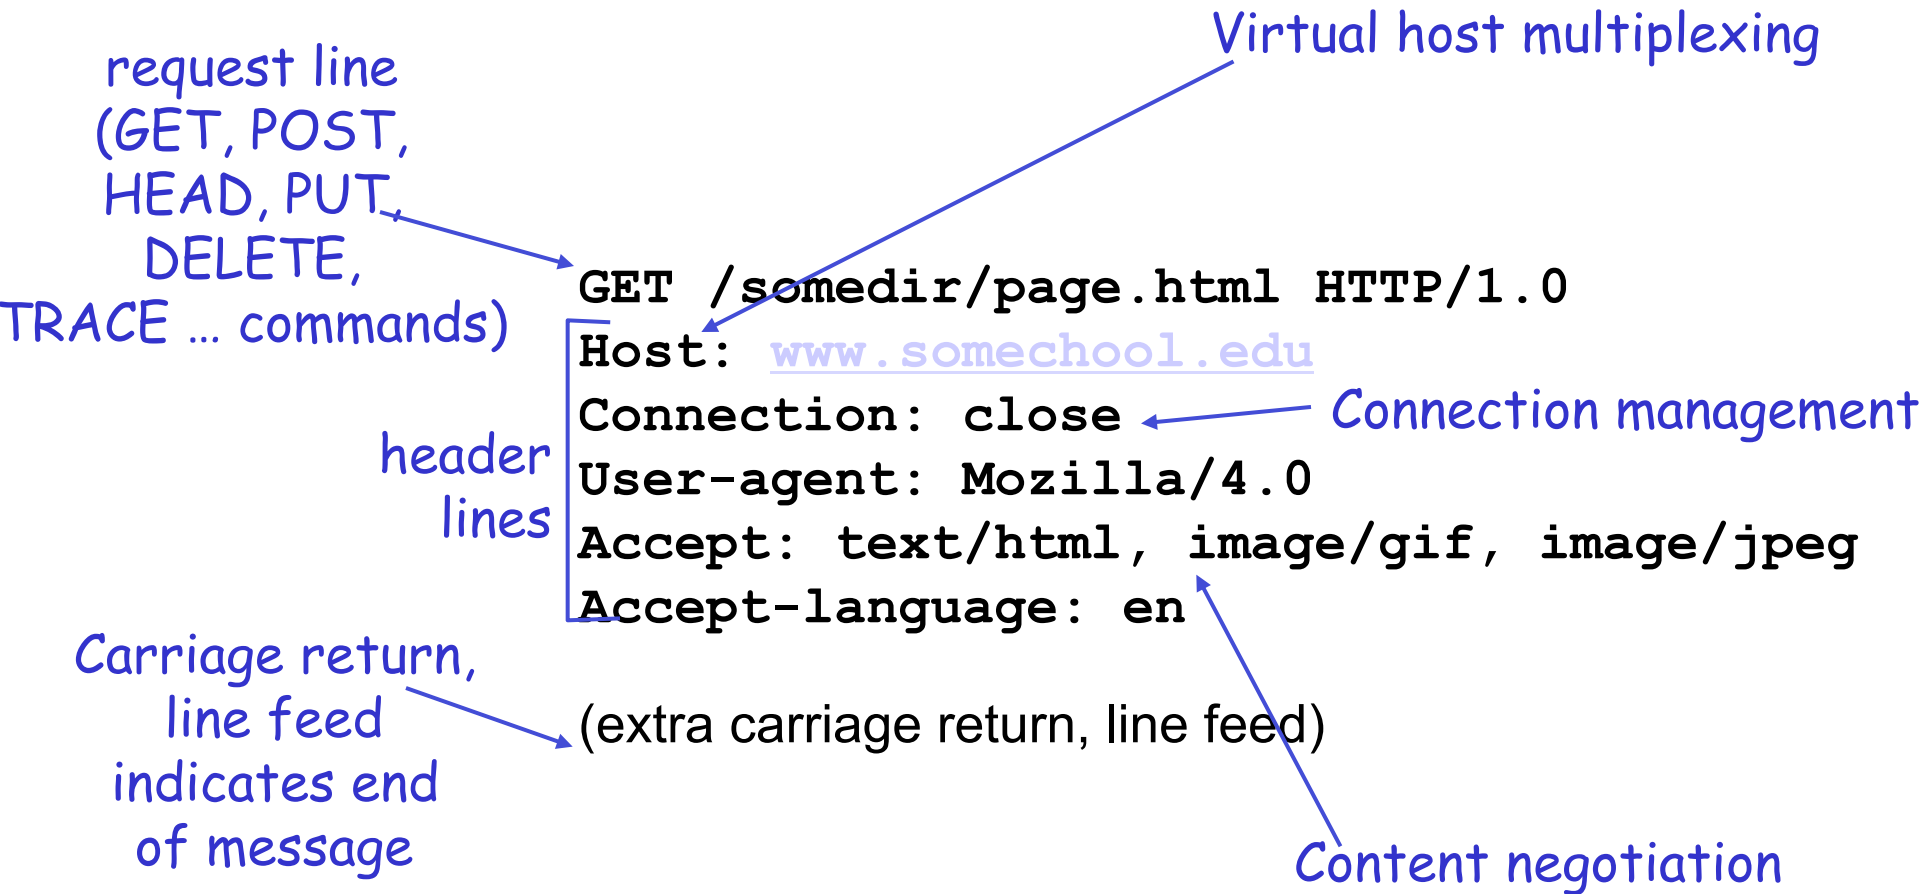 Virtual host multiplexing
request line
(GET, POST,
HEAD, PUT,
DELETE,
TRACE ... commands)
GET /somedir/page.html HTTP/1.0
Host: www.somechool.edu
Connection: close
Connection management
header
lines
User-agent: Mozilla/4.0
Accept: text/html, image/gif, image/jpeg
Accept-language: en
Carriage return,
line feed
indicates end
of message
(extra carriage return, line feed)
Content negotiation